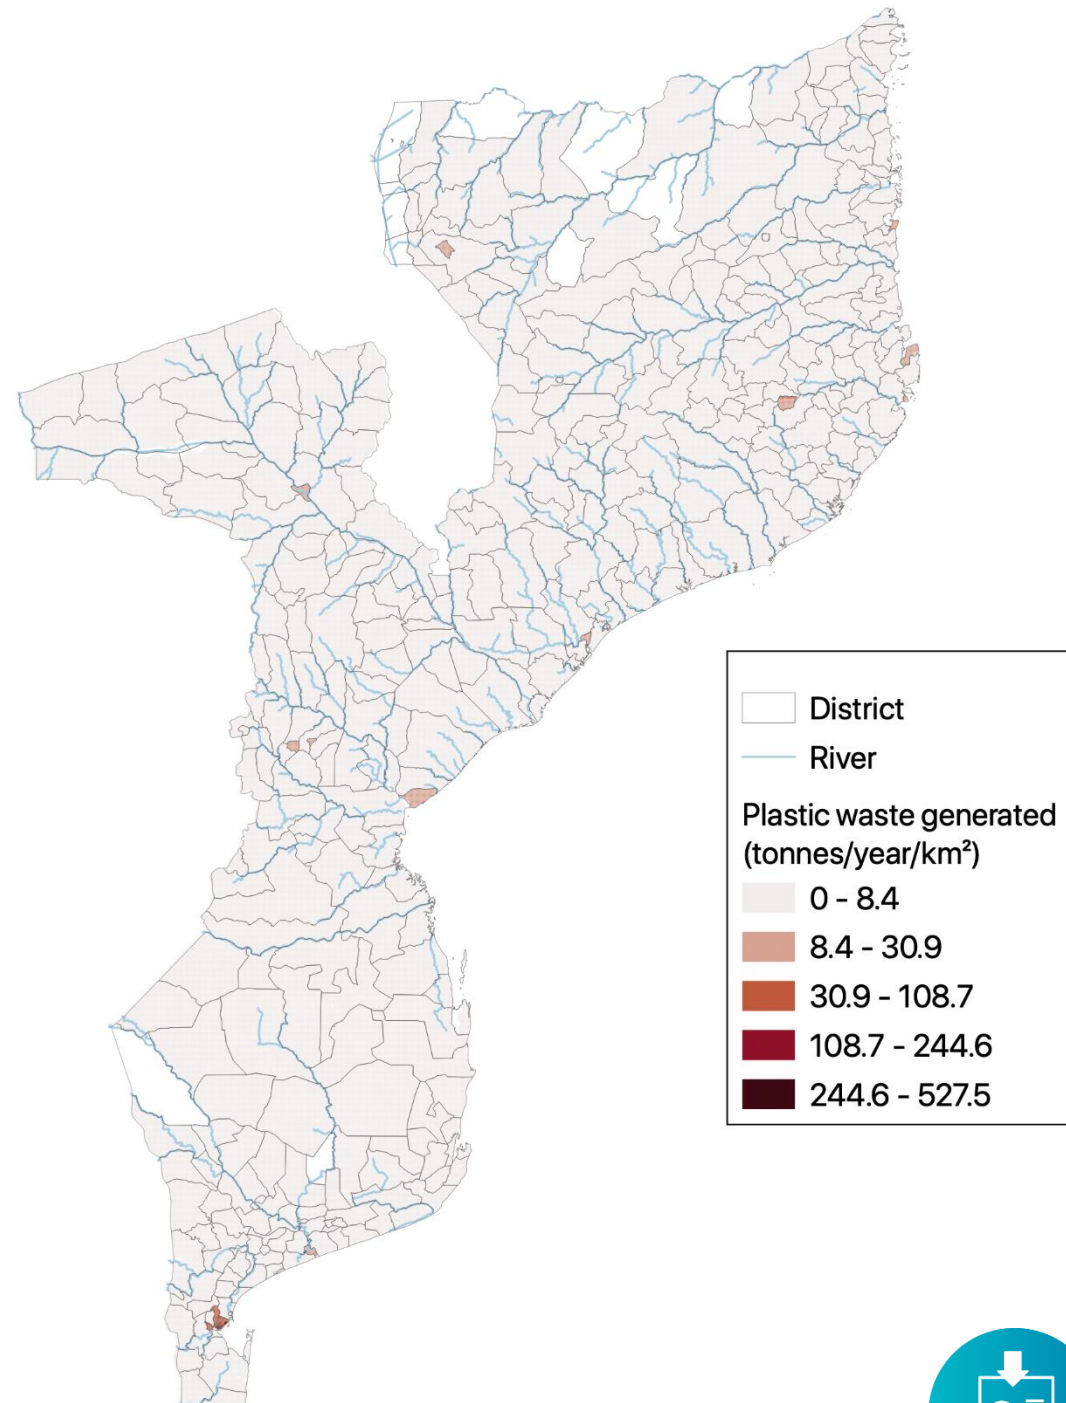 District
River
Plastic waste generated
(tonnes/year/km²)
0 - 8.4
8.4 - 30.9
30.9 - 108.7
108.7 - 244.6
244.6 - 527.5